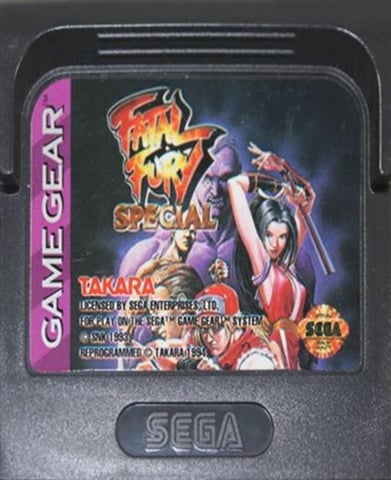 GAME GEAR™
FATAL
FURY
SPECIAL
TAKARA
LICENSED BY SEGA ENTERPRISES, LTD.
FOR PLAY ON THE SEGA™ GAME GEAR™ SYSTEM
© SNK 1993
REPROGRAMMED © TAKARA 1994
SEGA
SEGA